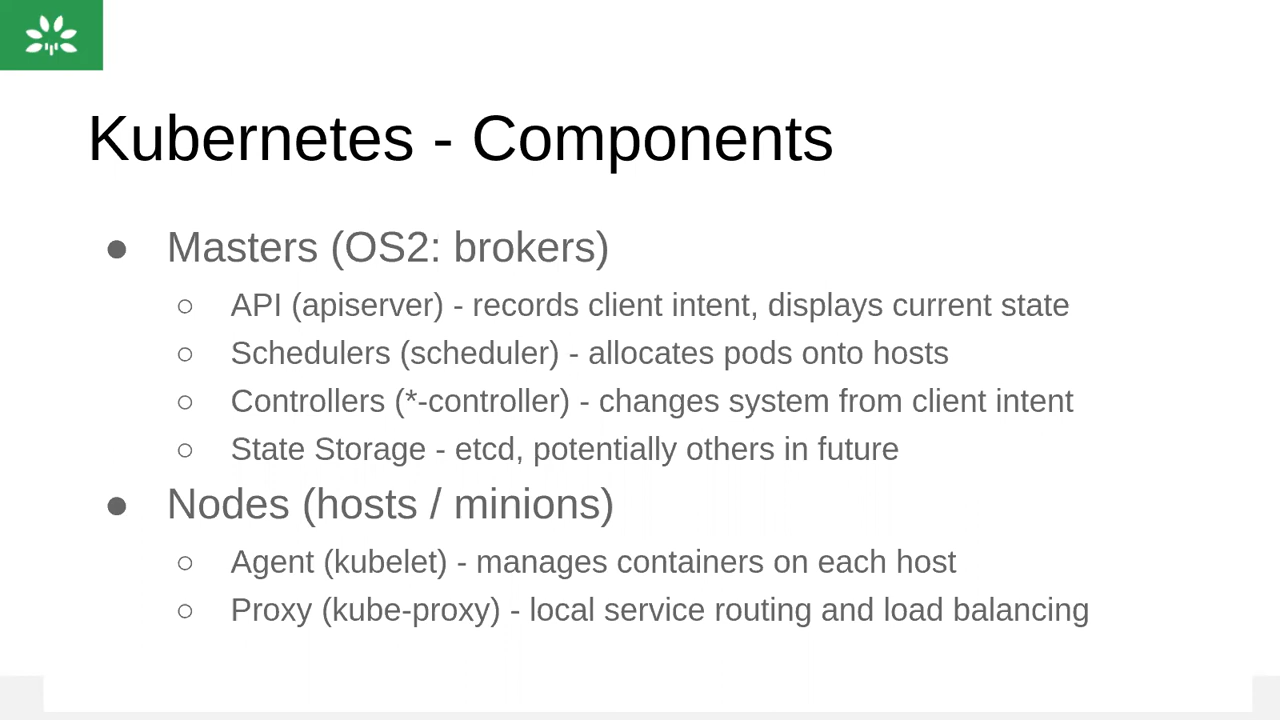 Kubernetes - Components
● Masters (OS2: brokers)
○ API (apiserver) - records client intent, displays current state
○ Schedulers (scheduler) - allocates pods onto hosts
○ Controllers (*-controller) - changes system from client intent
○ State Storage - etcd, potentially others in future
● Nodes (hosts / minions)
○ Agent (kubelet) - manages containers on each host
○ Proxy (kube-proxy) - local service routing and load balancing